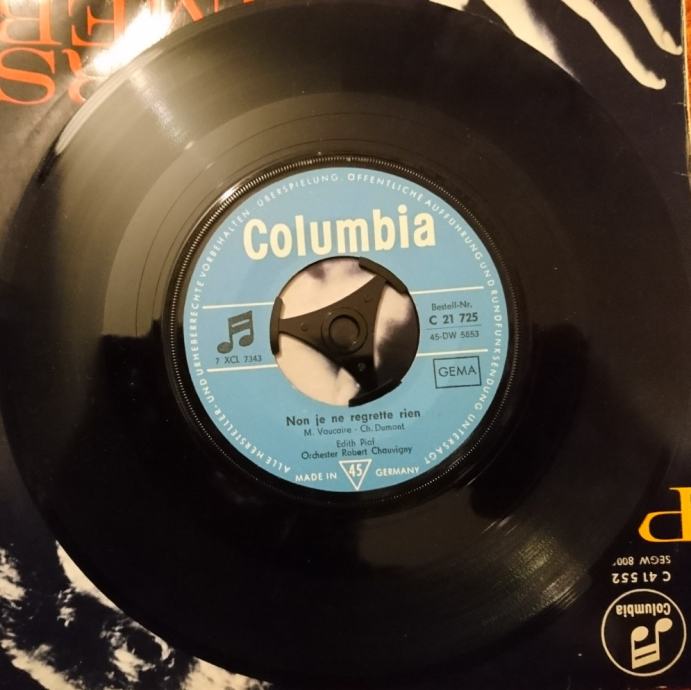 ALLE HERSTELLER- UND URHEBERRECHTE VORBEHALTEN ÜBERSPIELUNG, ÖFFENTLICHE AUFFÜHRUNG UND RUNDFUNKSENDUNG UNTERSAGT
Columbia
Bestell-Nr.
C 21 725
45-DW 5853
7 XCL 7343
GEMA
Non je ne regrette rien
M. Vaucaire - Ch. Dumont
Edith Piaf
Orchester Robert Chauvigny
MADE IN 45 GERMANY
P
C 41 552
Columbia